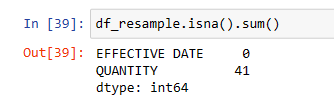 In [39]: df_resample.isna().sum()
Out[39]: EFFECTIVE DATE 0
QUANTITY 41
dtype: int64